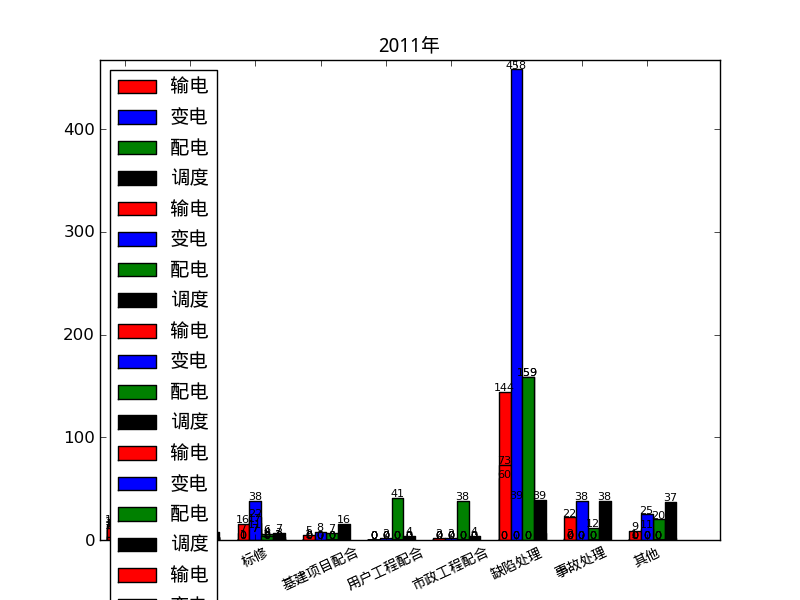 2011年
400
300
200
100
0
输电
变电
配电
调度
输电
变电
配电
调度
输电
变电
配电
调度
输电
变电
配电
调度
输电
458
144
159
73
60
39
16
38
7
5
8
7
16
0
41
4
38
4
22
38
12
38
9
25
20
37
标修
基建项目配合
用户工程配合
市政工程配合
缺陷处理
事故处理
其他